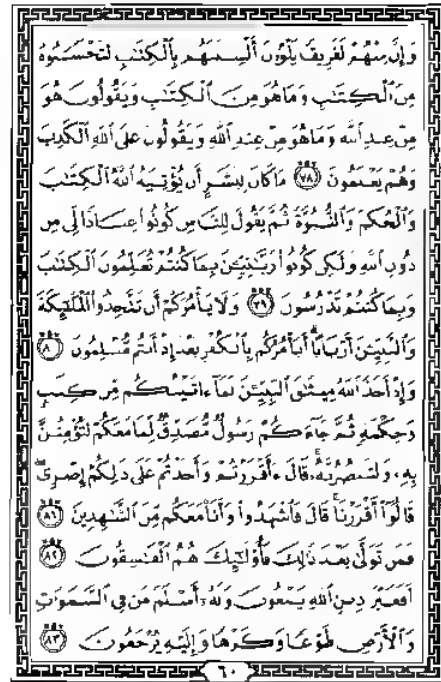 وَإِنَّ مِنْهُمْ لَفَرِيقًا يَلْوُۥنَ أَلْسِنَتَهُم بِٱلْكِتَٰبِ لِتَحْسَبُوهُ
مِنَ ٱلْكِتَٰبِ وَمَا هُوَ مِنَ ٱلْكِتَٰبِ وَيَقُولُونَ هُوَ
مِنْ عِندِ ٱللَّهِ وَمَا هُوَ مِنْ عِندِ ٱللَّهِ وَيَقُولُونَ عَلَى ٱللَّهِ ٱلْكَذِبَ
وَهُمْ يَعْلَمُونَ ٧٨ مَا كَانَ لِبَشَرٍ أَن يُؤْتِيَهُ ٱللَّهُ ٱلْكِتَٰبَ
وَٱلْحُكْمَ وَٱلنُّبُوَّةَ ثُمَّ يَقُولَ لِلنَّاسِ كُونُوا۟ عِبَادًا لِّى مِن
دُونِ ٱللَّهِ وَلَٰكِن كُونُوا۟ رَبَّٰنِيِّۦنَ بِمَا كُنتُمْ تُعَلِّمُونَ ٱلْكِتَٰبَ
وَبِمَا كُنتُمْ تَدْرُسُونَ ٧٩ وَلَا يَأْمُرَكُمْ أَن تَتَّخِذُوا۟ ٱلْمَلَٰٓئِكَةَ
وَٱلنَّبِيِّۦنَ أَرْبَابًا ۗ أَيَأْمُرُكُم بِٱلْكُفْرِ بَعْدَ إِذْ أَنتُم مُّسْلِمُونَ ٨٠
وَإِذْ أَخَذَ ٱللَّهُ مِيثَٰقَ ٱلنَّبِيِّۦنَ لَمَآ ءَاتَيْتُكُم مِّن كِتَٰبٍ
وَحِكْمَةٍ ثُمَّ جَآءَكُمْ رَسُولٌ مُّصَدِّقٌ لِّمَا مَعَكُمْ لَتُؤْمِنُنَّ
بِهِۦ وَلَتَنصُرُنَّهُۥ ۚ قَالَ ءَأَقْرَرْتُمْ وَأَخَذْتُمْ عَلَىٰ ذَٰلِكُمْ إِصْرِى ۖ
قَالُوٓا۟ أَقْرَرْنَا ۚ قَالَ فَٱشْهَدُوا۟ وَأَنَا۠ مَعَكُم مِّنَ ٱلشَّٰهِدِينَ ٨١
فَمَن تَوَلَّىٰ بَعْدَ ذَٰلِكَ فَأُو۟لَٰٓئِكَ هُمُ ٱلْفَٰسِقُونَ ٨٢
أَفَغَيْرَ دِينِ ٱللَّهِ يَبْغُونَ وَلَهُۥٓ أَسْلَمَ مَن فِى ٱلسَّمَٰوَٰتِ
وَٱلْأَرْضِ طَوْعًا وَكَرْهًا وَإِلَيْهِ يُرْجَعُونَ ٨٣
٦٠